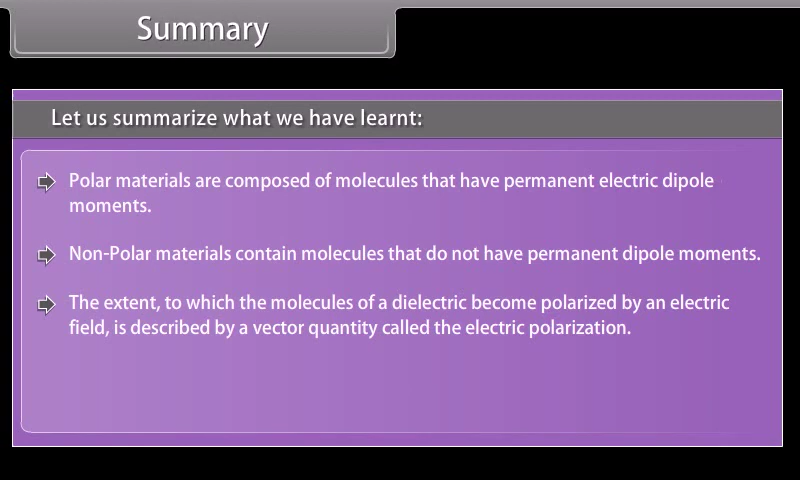 Summary
Let us summarize what we have learnt:
Polar materials are composed of molecules that have permanent electric dipole
moments.
Non-Polar materials contain molecules that do not have permanent dipole moments.
The extent, to which the molecules of a dielectric become polarized by an electric
field, is described by a vector quantity called the electric polarization.